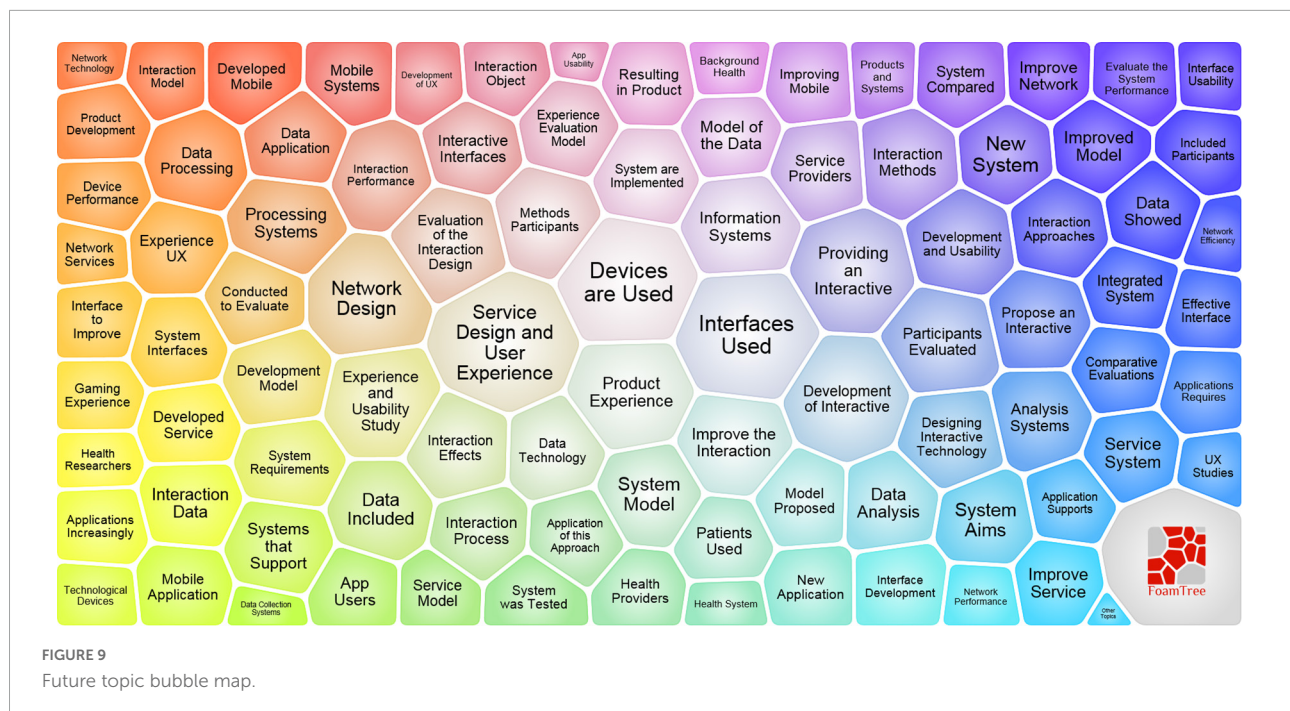 Network
Technology
Interaction
Model
Developed
Mobile
Mobile
Systems
Development
of UX
Interaction
Object
App
Usability
Resulting
in Product
Background
Health
Improving
Mobile
Products
and
Systems
System
Compared
Improve
Network
Evaluate the
System
Performance
Interface
Usability
Product
Development
Data
Processing
Data
Application
Interaction
Performance
Interactive
Interfaces
Experience
Evaluation
Model
System are
Implemented
Model of
the Data
Service
Providers
Interaction
Methods
New
System
Improved
Model
Included
Participants
Device
Performance
Experience
UX
Processing
Systems
Evaluation
of the
Interaction
Design
Methods
Participants
Information
Systems
Providing
an
Interactive
Development
and Usability
Interaction
Approaches
Data
Showed
Network
Efficiency
Network
Services
Conducted
to Evaluate
Network
Design
Service
Design and
User
Experience
Devices
are Used
Interfaces
Used
Participants
Evaluated
Propose an
Interactive
Integrated
System
Effective
Interface
Interface
to
Improve
System
Interfaces
Development
Model
Experience
and
Usability
Study
Product
Experience
Development
of Interactive
Comparative
Evaluations
Applications
Requires
Gaming
Experience
Developed
Service
Interaction
Effects
Data
Technology
Improve the
Interaction
Designing
Interactive
Technology
Analysis
Systems
Service
System
UX
Studies
Health
Researchers
System
Requirements
Interaction
Data
Data
Included
Interaction
Process
Application
of this
Approach
System
Model
Model
Proposed
Data
Analysis
System
Aims
Application
Supports
Applications
Increasingly
Systems
that
Support
Patients
Used
Technological
Devices
Mobile
Application
Data Collection
Systems
App
Users
Service
Model
System
was Tested
Health
Providers
Health System
New
Application
Interface
Development
Network
Performance
Improve
Service
Other
Topics
FoamTree
FIGURE 9
Future topic bubble map.